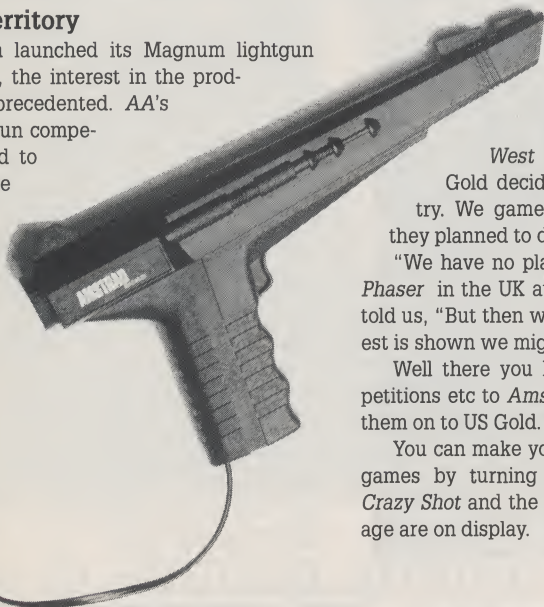 erritory
n launched its Magnum lightgun
, the interest in the prod-
precedented. AA's
un compe-
d to
e
AMSTRAD
West
Gold decid
try. We game
they planned to d
"We have no pla
Phaser in the UK a
told us, "But then w
est is shown we mig
Well there you
petitions etc to Ams
them on to US Gold.
You can make yo
games by turning
Crazy Shot and the
age are on display.